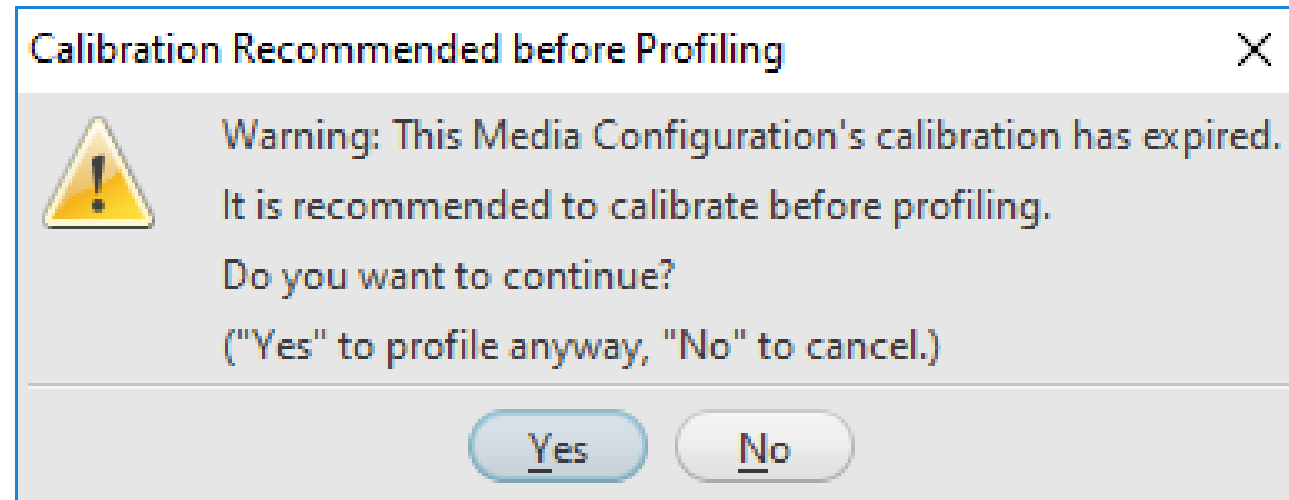 Calibration Recommended before Profiling
Warning: This Media Configuration's calibration has expired.
It is recommended to calibrate before profiling.
Do you want to continue?
("Yes" to profile anyway, "No" to cancel.)
Yes No